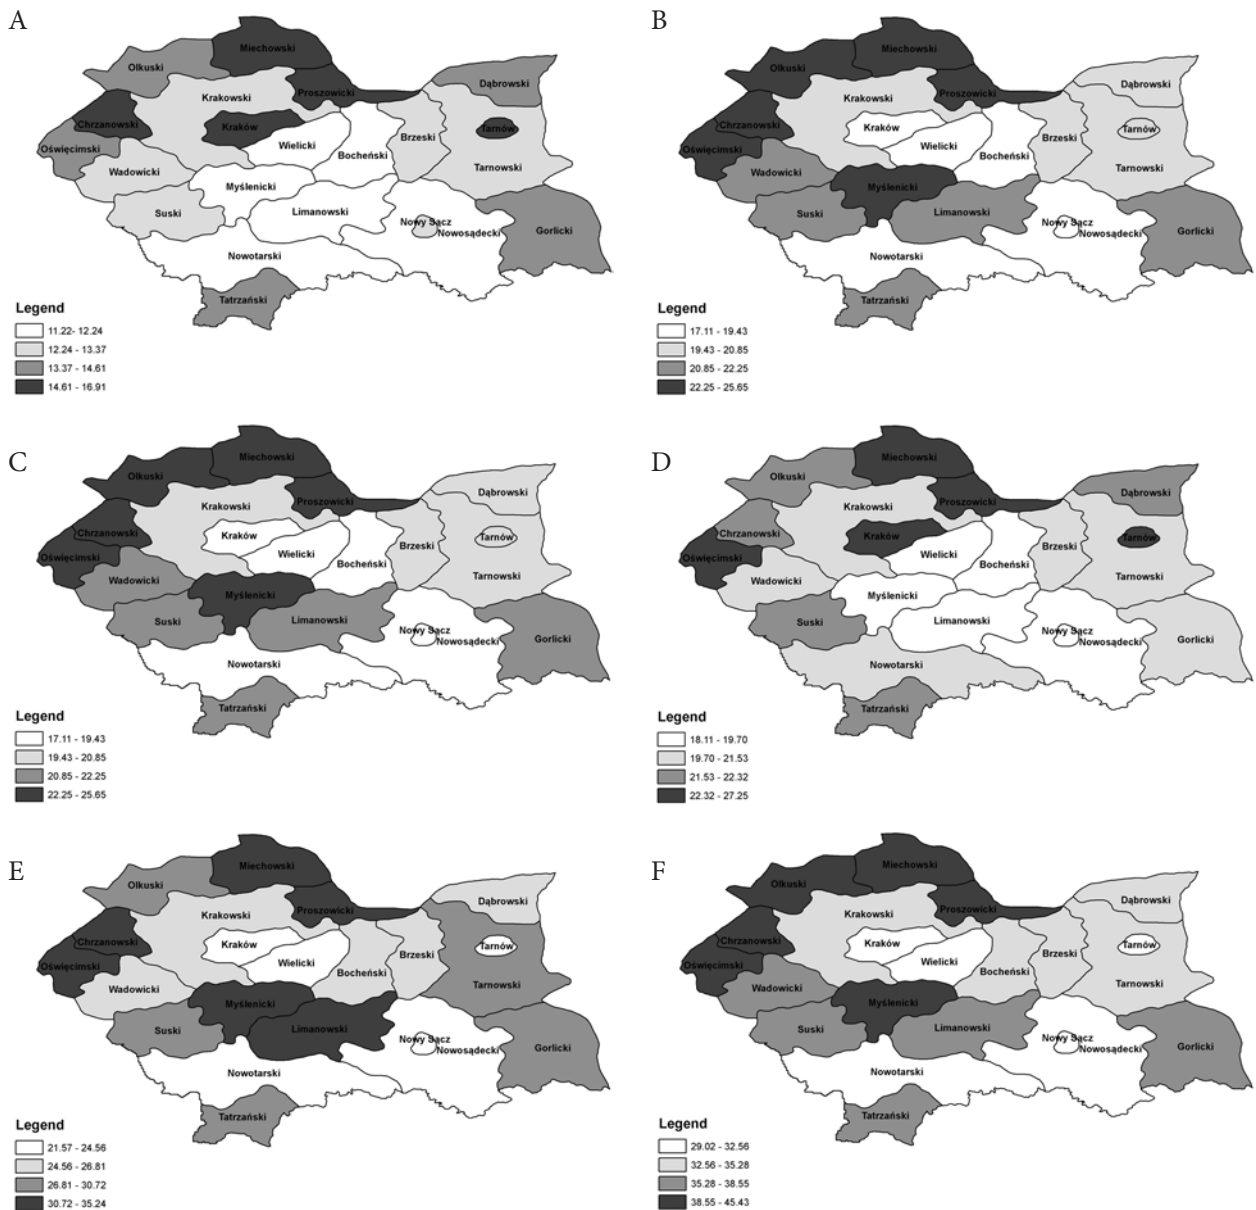 A
Miechowski
Olkuski
Dąbrowski
Proszowicki
Krakowski
Chrzanowski
Kraków
Tarnów
Brzeski
Oświęcimski
Wielicki
Bocheński
Wadowicki
Tarnowski
Myślenicki
Suski
Limanowski
Nowy Sącz
Nowosądecki
Gorlicki
Nowotarski
Tatrzański
Legend
11.22- 12.24
12.24 - 13.37
13.37 - 14.61
14.61 - 16.91
B
Miechowski
Olkuski
Dąbrowski
Proszowicki
Krakowski
Chrzanowski
Kraków
Tarnów
Brzeski
Oświęcimski
Wielicki
Bocheński
Wadowicki
Tarnowski
Myślenicki
Suski
Limanowski
Nowy Sącz
Nowosądecki
Gorlicki
Nowotarski
Tatrzański
Legend
17.11 - 19.43
19.43 - 20.85
20.85 - 22.25
22.25 - 25.65
C
Miechowski
Olkuski
Dąbrowski
Proszowicki
Krakowski
Chrzanowski
Kraków
Tarnów
Brzeski
Oświęcimski
Wielicki
Bocheński
Wadowicki
Tarnowski
Myślenicki
Suski
Limanowski
Nowy Sącz
Nowosądecki
Gorlicki
Nowotarski
Tatrzański
Legend
17.11 - 19.43
19.43 - 20.85
20.85 - 22.25
22.25 - 25.65
D
Miechowski
Olkuski
Dąbrowski
Proszowicki
Krakowski
Chrzanowski
Kraków
Tarnów
Brzeski
Oświęcimski
Wielicki
Bocheński
Wadowicki
Tarnowski
Myślenicki
Suski
Limanowski
Nowy Sącz
Nowosądecki
Gorlicki
Nowotarski
Tatrzański
Legend
18.11 - 19.70
19.70 - 21.53
21.53 - 22.32
22.32 - 27.25
E
Miechowski
Olkuski
Dąbrowski
Proszowicki
Krakowski
Chrzanowski
Kraków
Tarnów
Brzeski
Oświęcimski
Wielicki
Bocheński
Wadowicki
Tarnowski
Myślenicki
Suski
Limanowski
Nowy Sącz
Nowosądecki
Gorlicki
Nowotarski
Tatrzański
Legend
21.57 - 24.56
24.56 - 26.81
26.81 - 30.72
30.72 - 35.24
F
Miechowski
Olkuski
Dąbrowski
Proszowicki
Krakowski
Chrzanowski
Kraków
Tarnów
Brzeski
Oświęcimski
Wielicki
Bocheński
Wadowicki
Tarnowski
Myślenicki
Suski
Limanowski
Nowy Sącz
Nowosądecki
Gorlicki
Nowotarski
Tatrzański
Legend
29.02 - 32.56
32.56 - 35.28
35.28 - 38.55
38.55 - 45.43